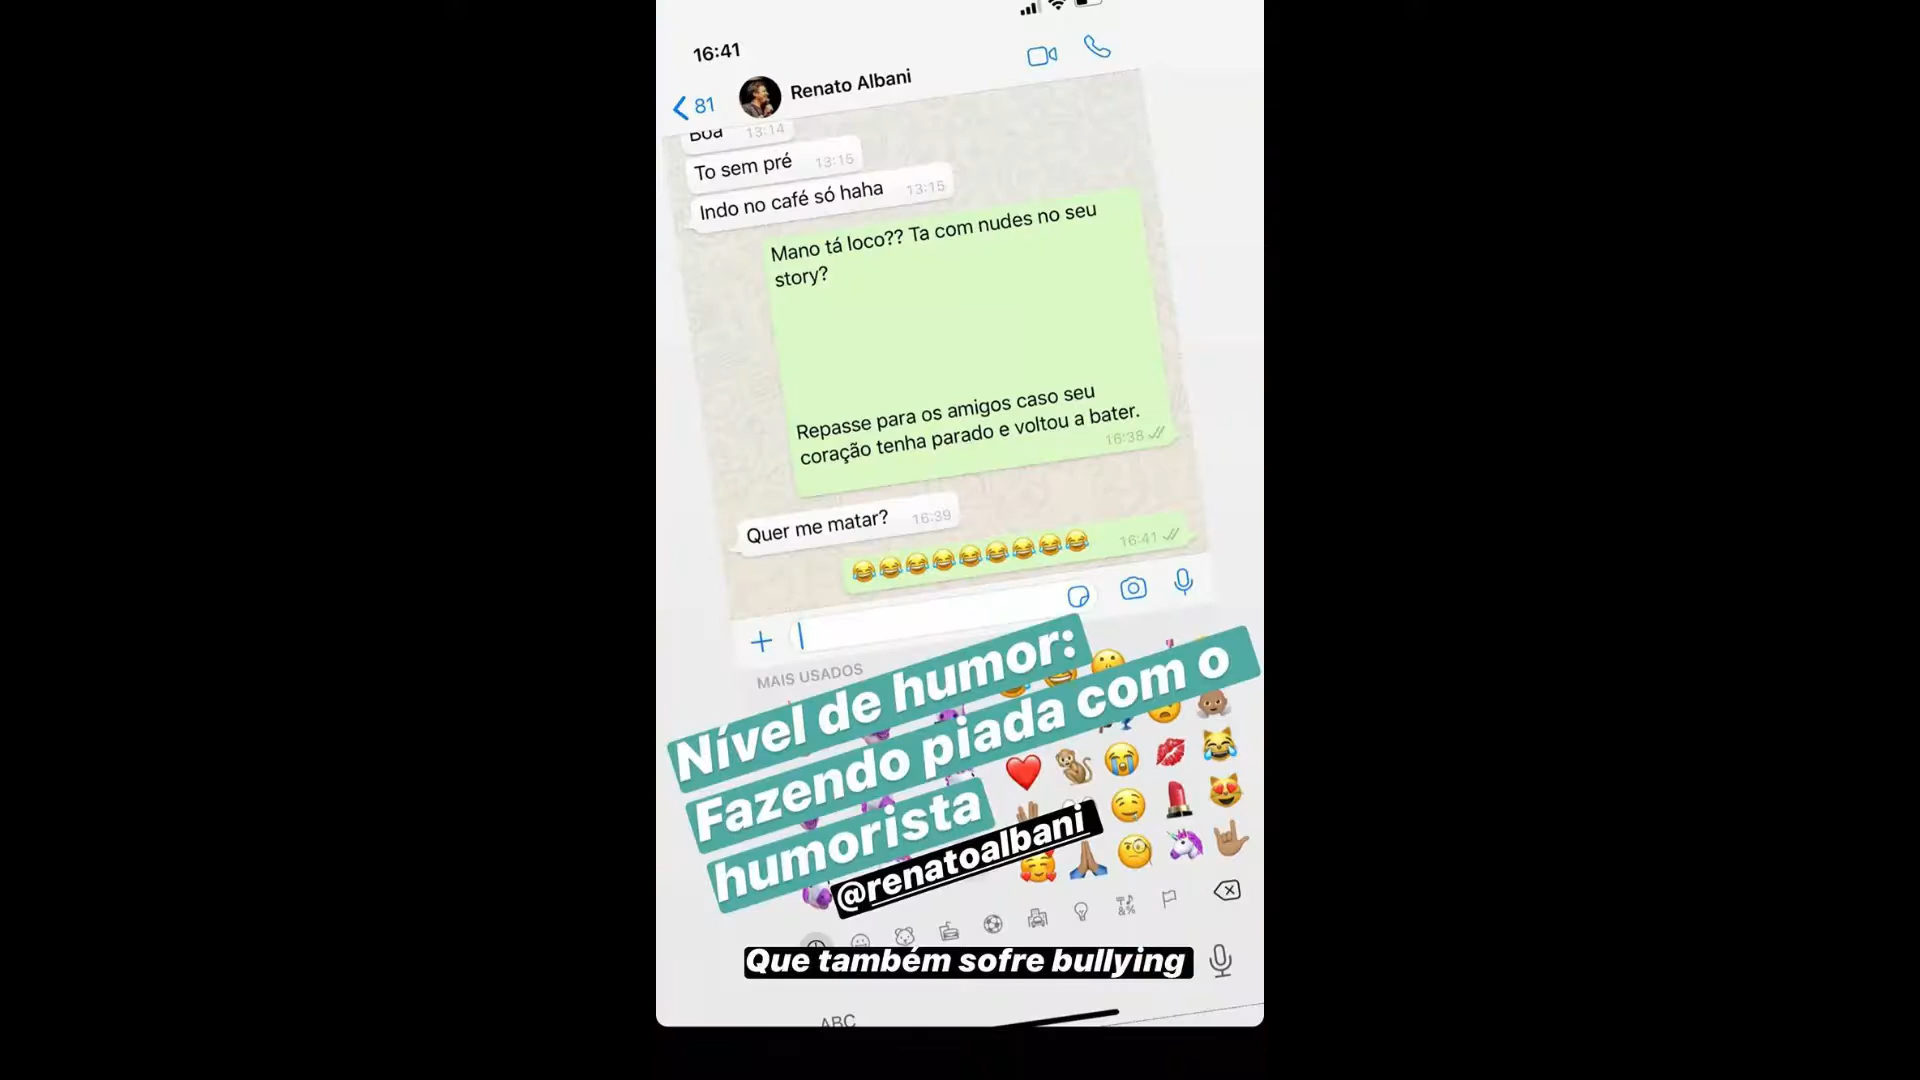 16:41
81
Renato Albani
Boa 13:14
To sem pré 13:15
Indo no café só haha 13:15
Mano tá loco?? Ta com nudes no seu
story?
Repasse para os amigos caso seu
coração tenha parado e voltou a bater.
16:38
Quer me matar? 16:39
😂😂😂😂😂😂😂😂😂 16:41
MAIS USADOS
Nível de humor:
Fazendo piada com o
humorista
@renatoalbani
Que também sofre bullying
ABC